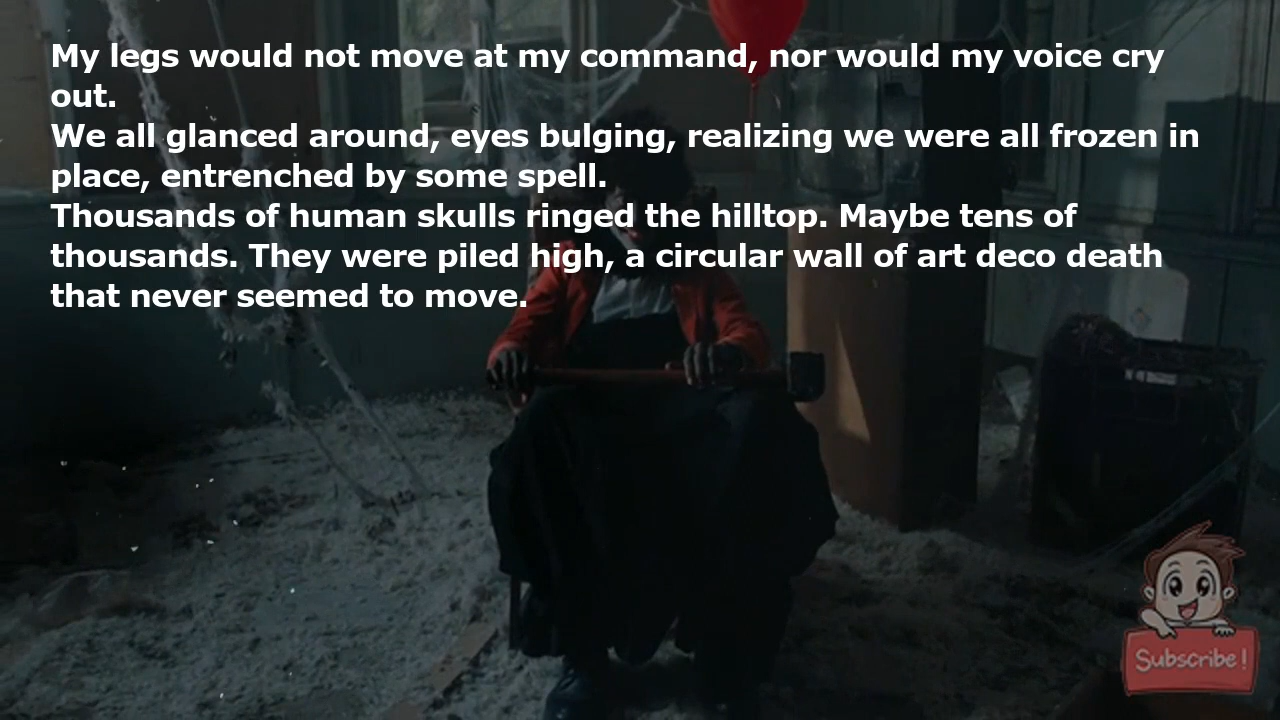 My legs would not move at my command, nor would my voice cry
out.
We all glanced around, eyes bulging, realizing we were all frozen in
place, entrenched by some spell.
Thousands of human skulls ringed the hilltop. Maybe tens of
thousands. They were piled high, a circular wall of art deco death
that never seemed to move.
Subscribe!